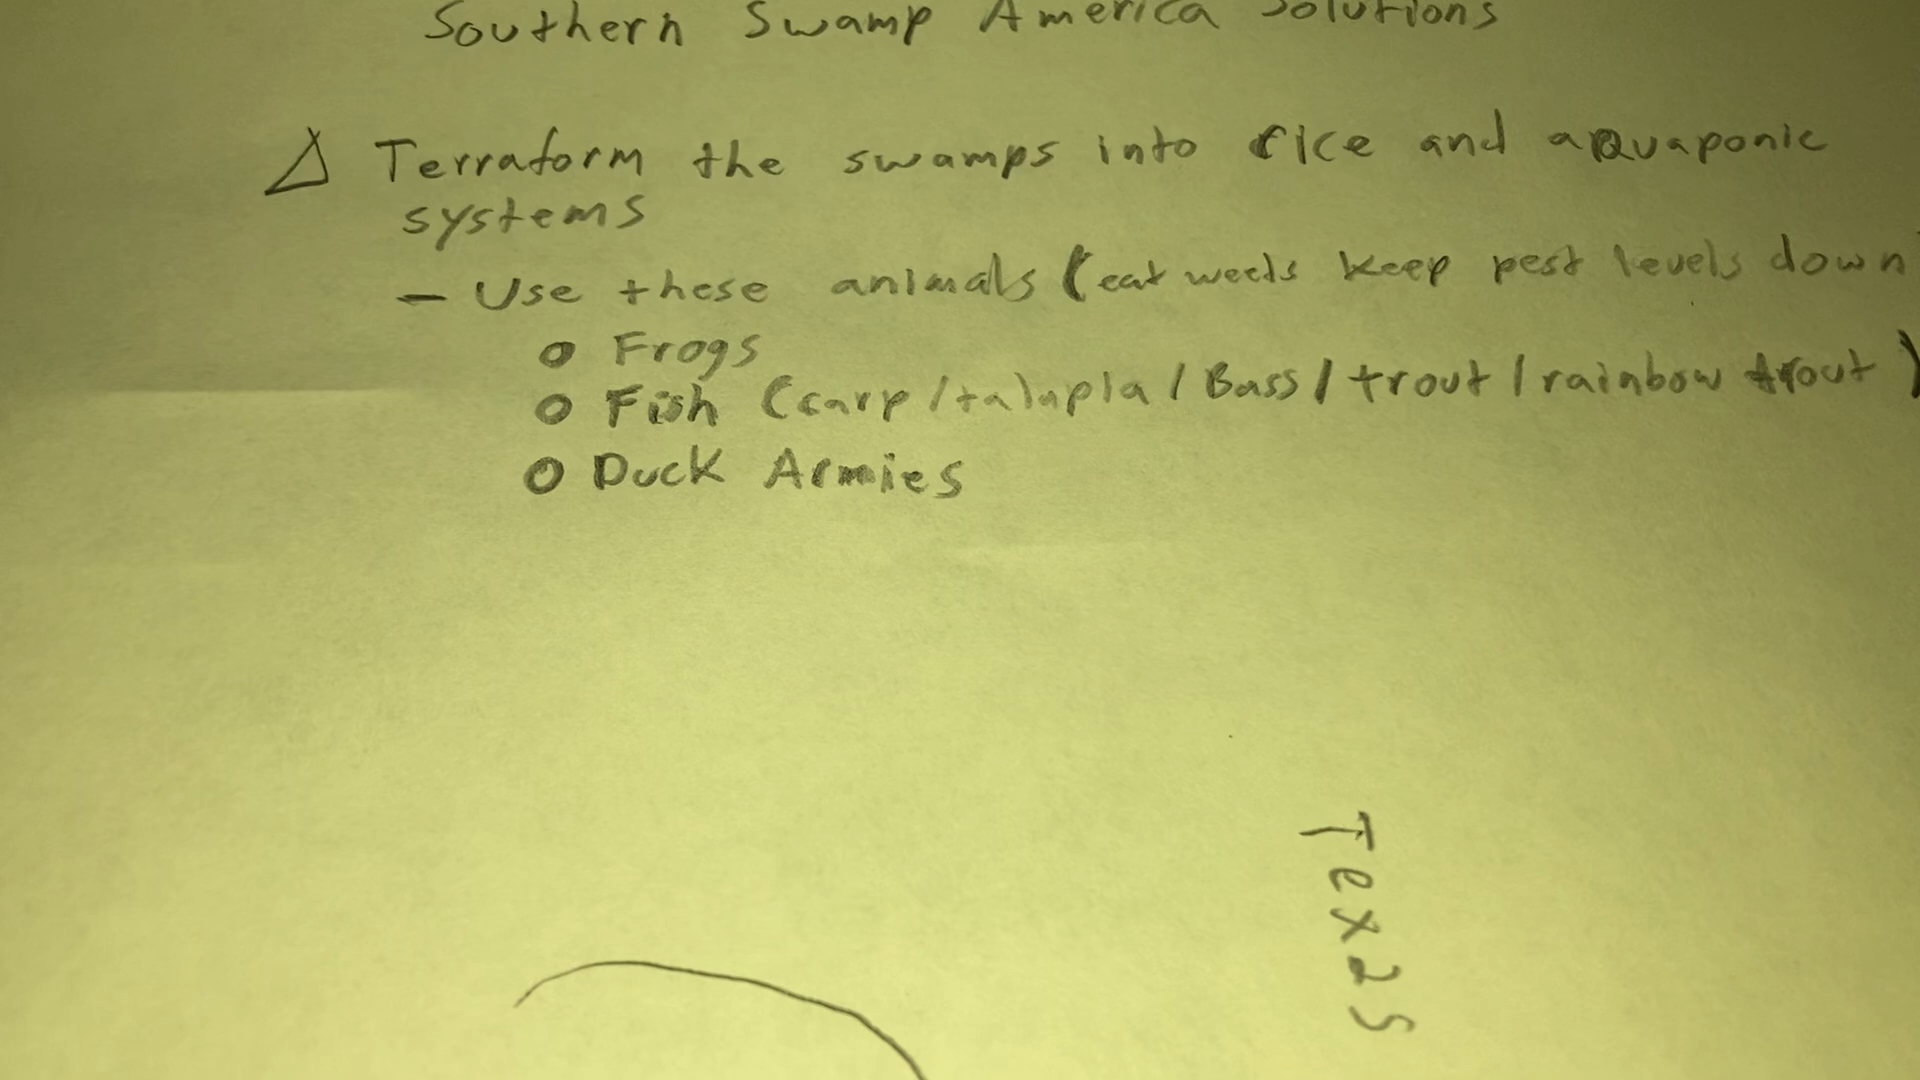 Southern Swamp America Solutions
Δ Terraform the swamps into rice and aquaponic
systems
- Use these animals (eat weeds keep pest levels down
o Frogs
o Fish (carp/talapla/Bass/trout/rainbow trout)
o Duck Armies
Texas